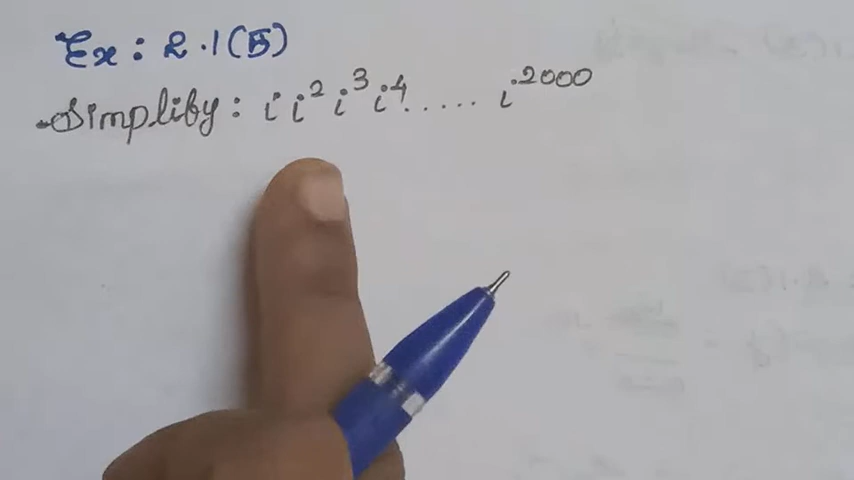 Ex : 2.1(5)
Simplify : i i² i³ i⁴ ..... i²⁰⁰⁰